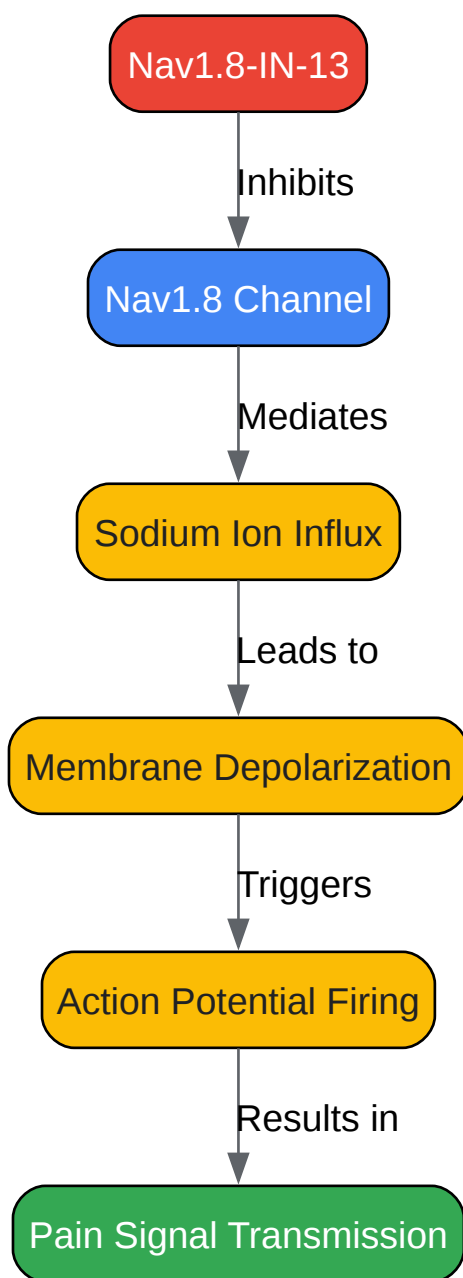 Nav1.8-IN-13
Inhibits
Nav1.8 Channel
Mediates
Sodium Ion Influx
Leads to
Membrane Depolarization
Triggers
Action Potential Firing
Results in
Pain Signal Transmission